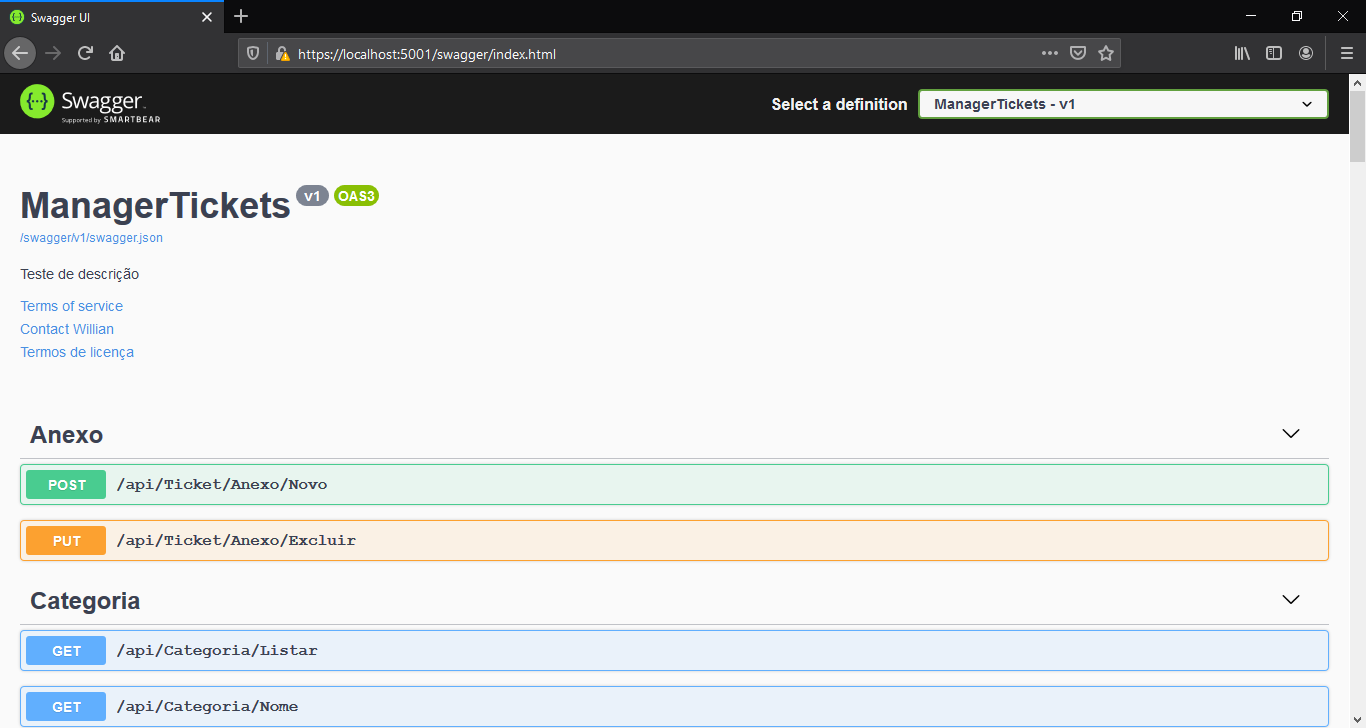 Swagger UI
https://localhost:5001/swagger/index.html
Swagger
Supported by SMARTBEAR
Select a definition
ManagerTickets - v1
ManagerTickets v1 OAS3
/swagger/v1/swagger.json
Teste de descrição
Terms of service
Contact Willian
Termos de licença
Anexo
POST /api/Ticket/Anexo/Novo
PUT /api/Ticket/Anexo/Excluir
Categoria
GET /api/Categoria/Listar
GET /api/Categoria/Nome